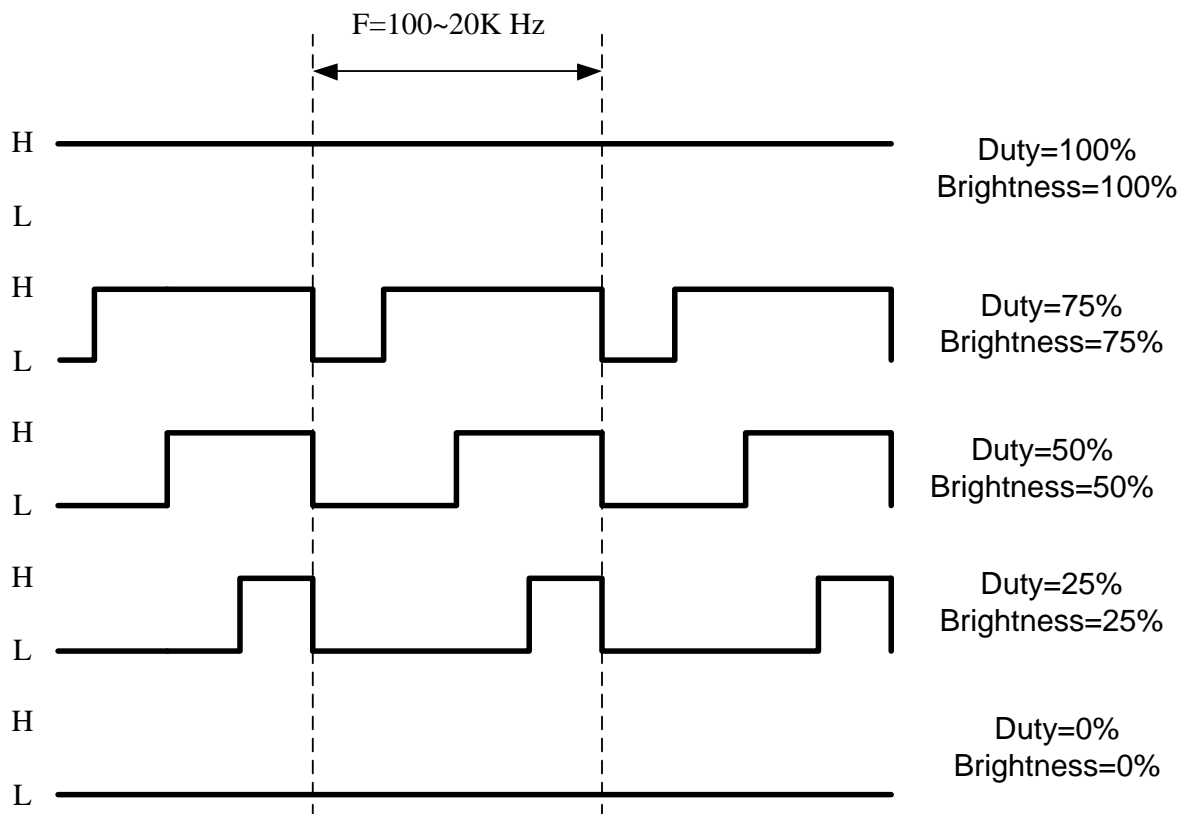 F=100~20K Hz
H
Duty=100%
Brightness=100%
L
H
Duty=75%
Brightness=75%
L
H
Duty=50%
Brightness=50%
L
H
Duty=25%
Brightness=25%
L
H
Duty=0%
Brightness=0%
L